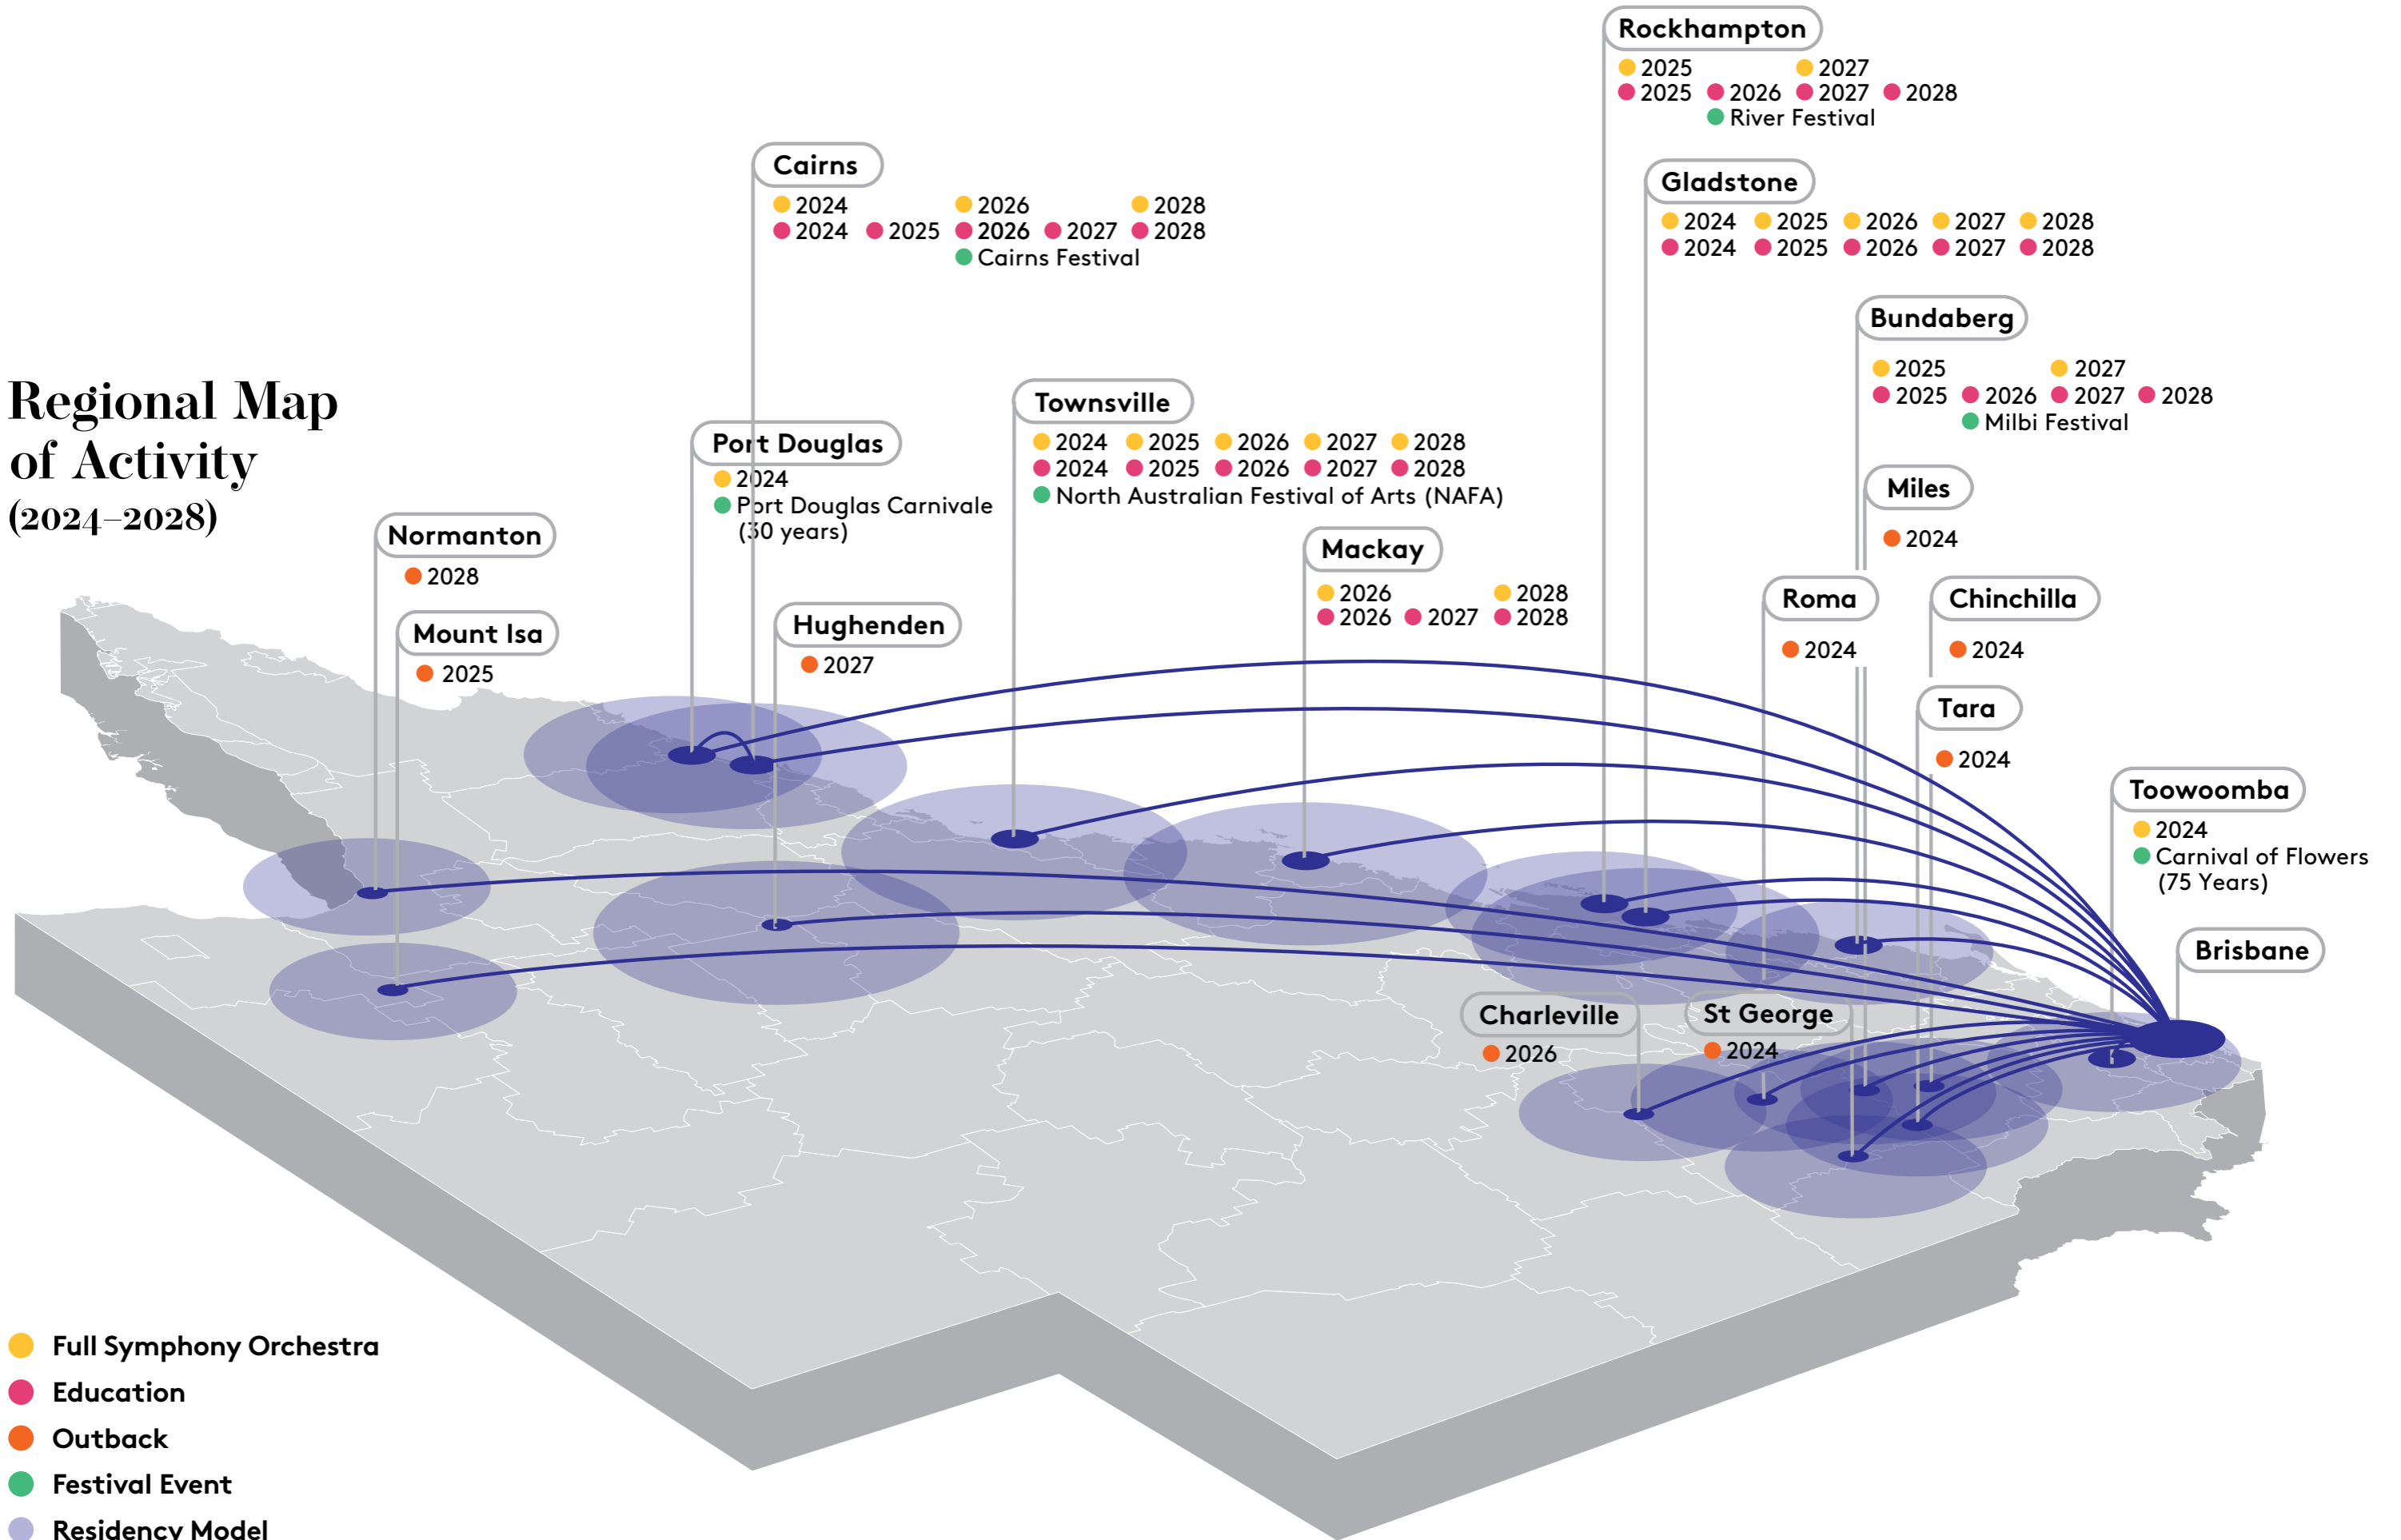 Regional Map
of Activity
(2024–2028)
Rockhampton
2025 2027
2025 2026 2027 2028
River Festival
Cairns
2024 2026 2028
2024 2025 2026 2027 2028
Cairns Festival
Gladstone
2024 2025 2026 2027 2028
2024 2025 2026 2027 2028
Bundaberg
2025 2027
2025 2026 2027 2028
Milbi Festival
Townsville
2024 2025 2026 2027 2028
2024 2025 2026 2027 2028
North Australian Festival of Arts (NAFA)
Port Douglas
2024
Port Douglas Carnivale
(30 years)
Miles
2024
Normanton
2028
Mackay
2026 2028
2026 2027 2028
Mount Isa
2025
Hughenden
2027
Roma
2024
Chinchilla
2024
Tara
2024
Toowoomba
2024
Carnival of Flowers
(75 Years)
Brisbane
Charleville
2026
St George
2024
Full Symphony Orchestra
Education
Outback
Festival Event
Residency Model